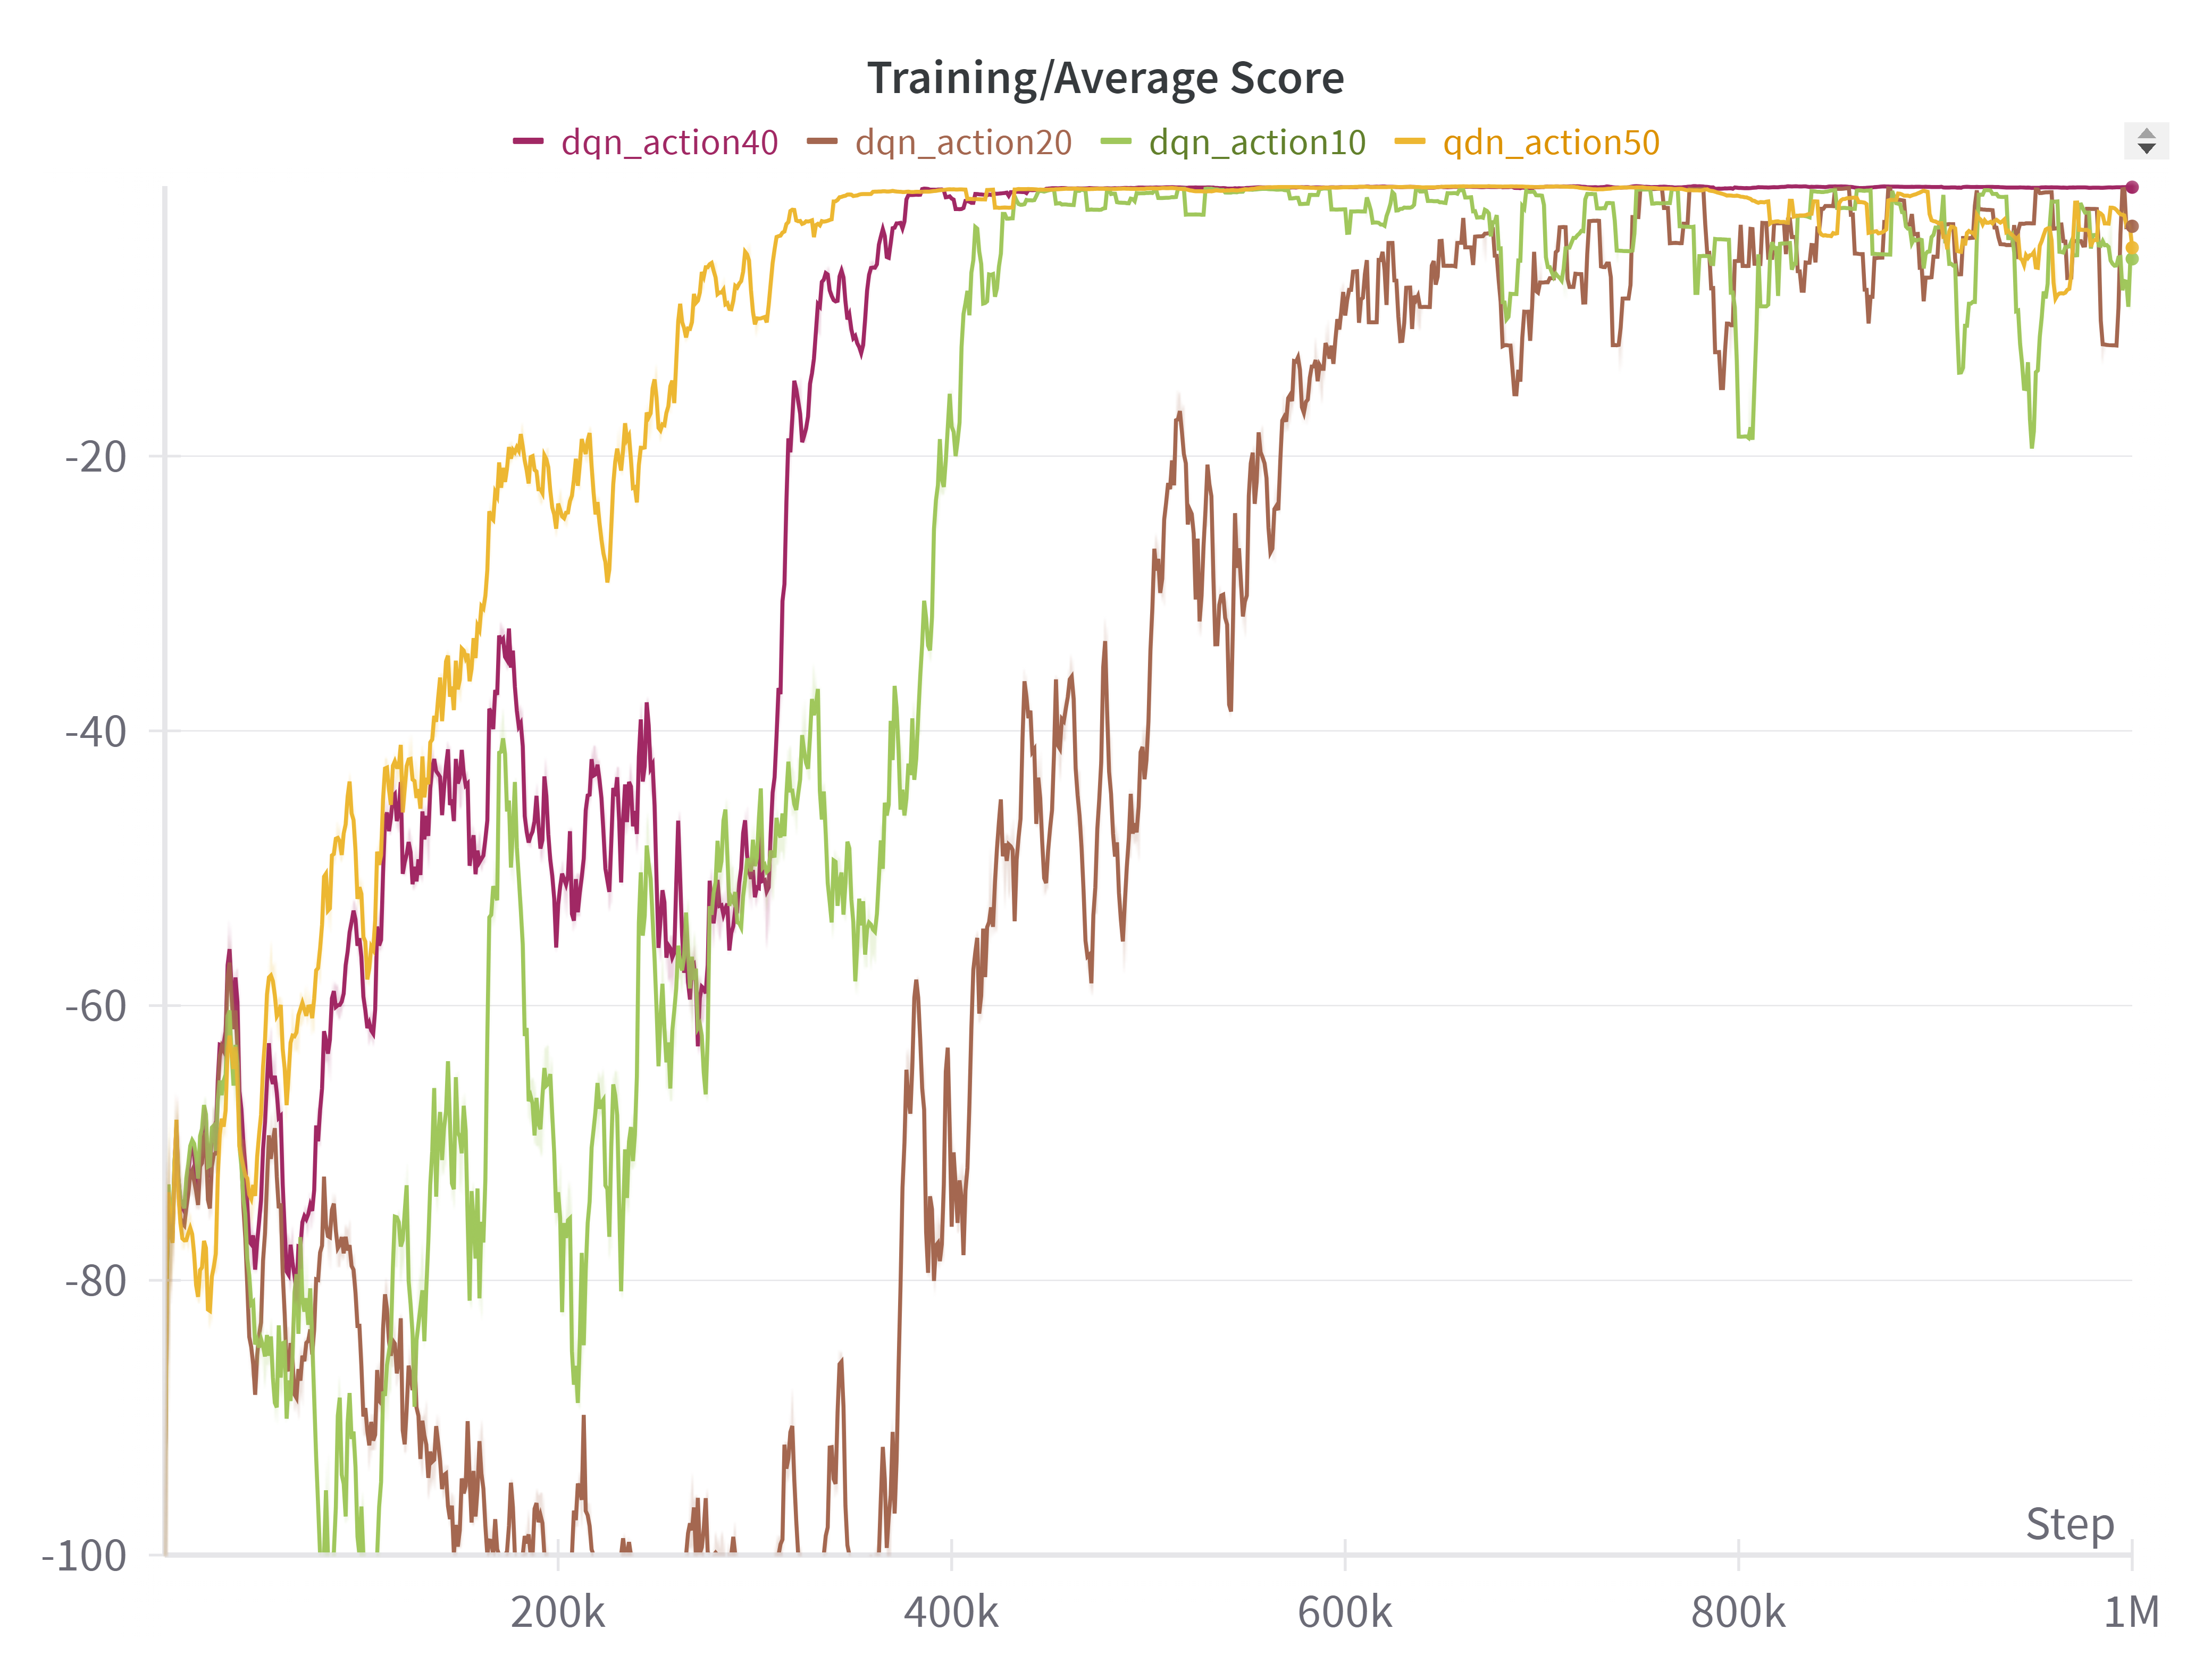 Training/Average Score
dqn_action40 dqn_action20 dqn_action10 qdn_action50
-20
-40
-60
-80
-100
Step
200k 400k 600k 800k 1M